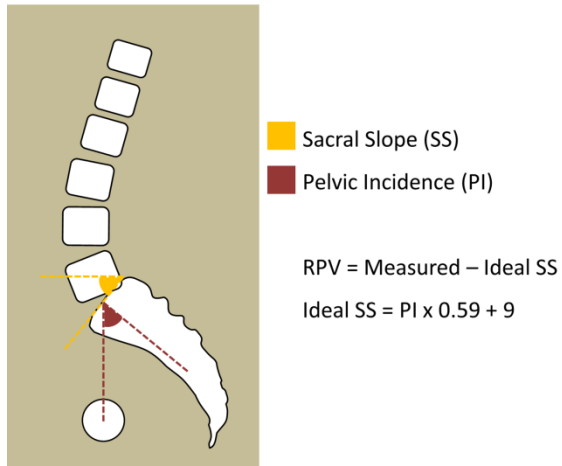 Sacral Slope (SS)
Pelvic Incidence (PI)
RPV = Measured – Ideal SS
Ideal SS = PI x 0.59 + 9